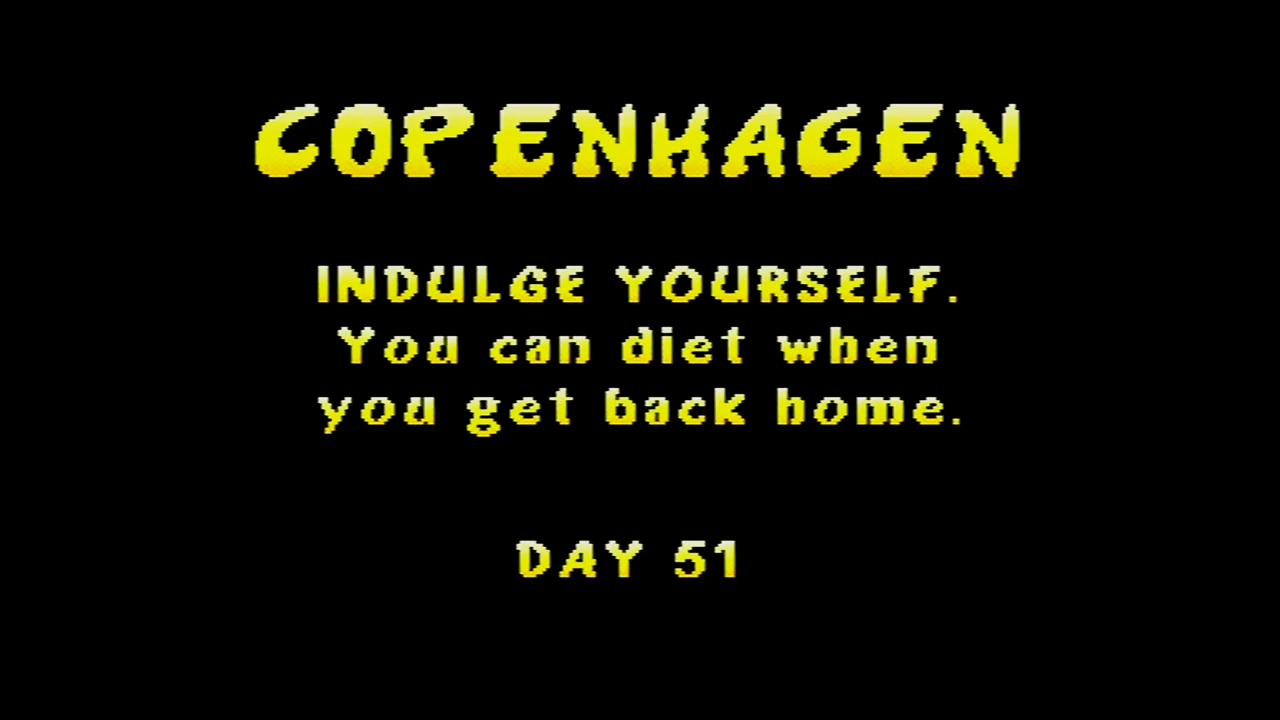 COPENHAGEN
INDULGE YOURSELF.
You can diet when
you get back home.
DAY 51